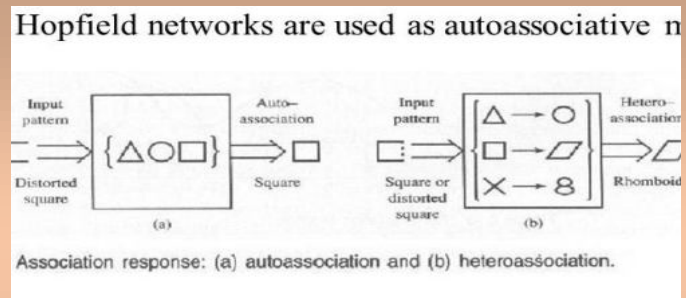 Hopfield networks are used as autoassociative
Input pattern
Auto-association
Input pattern
Hetero-association
Distorted square
Square
Square or distorted square
8
Rhomboid
(a)
(b)
Association response: (a) autoassociation and (b) heteroassociation.